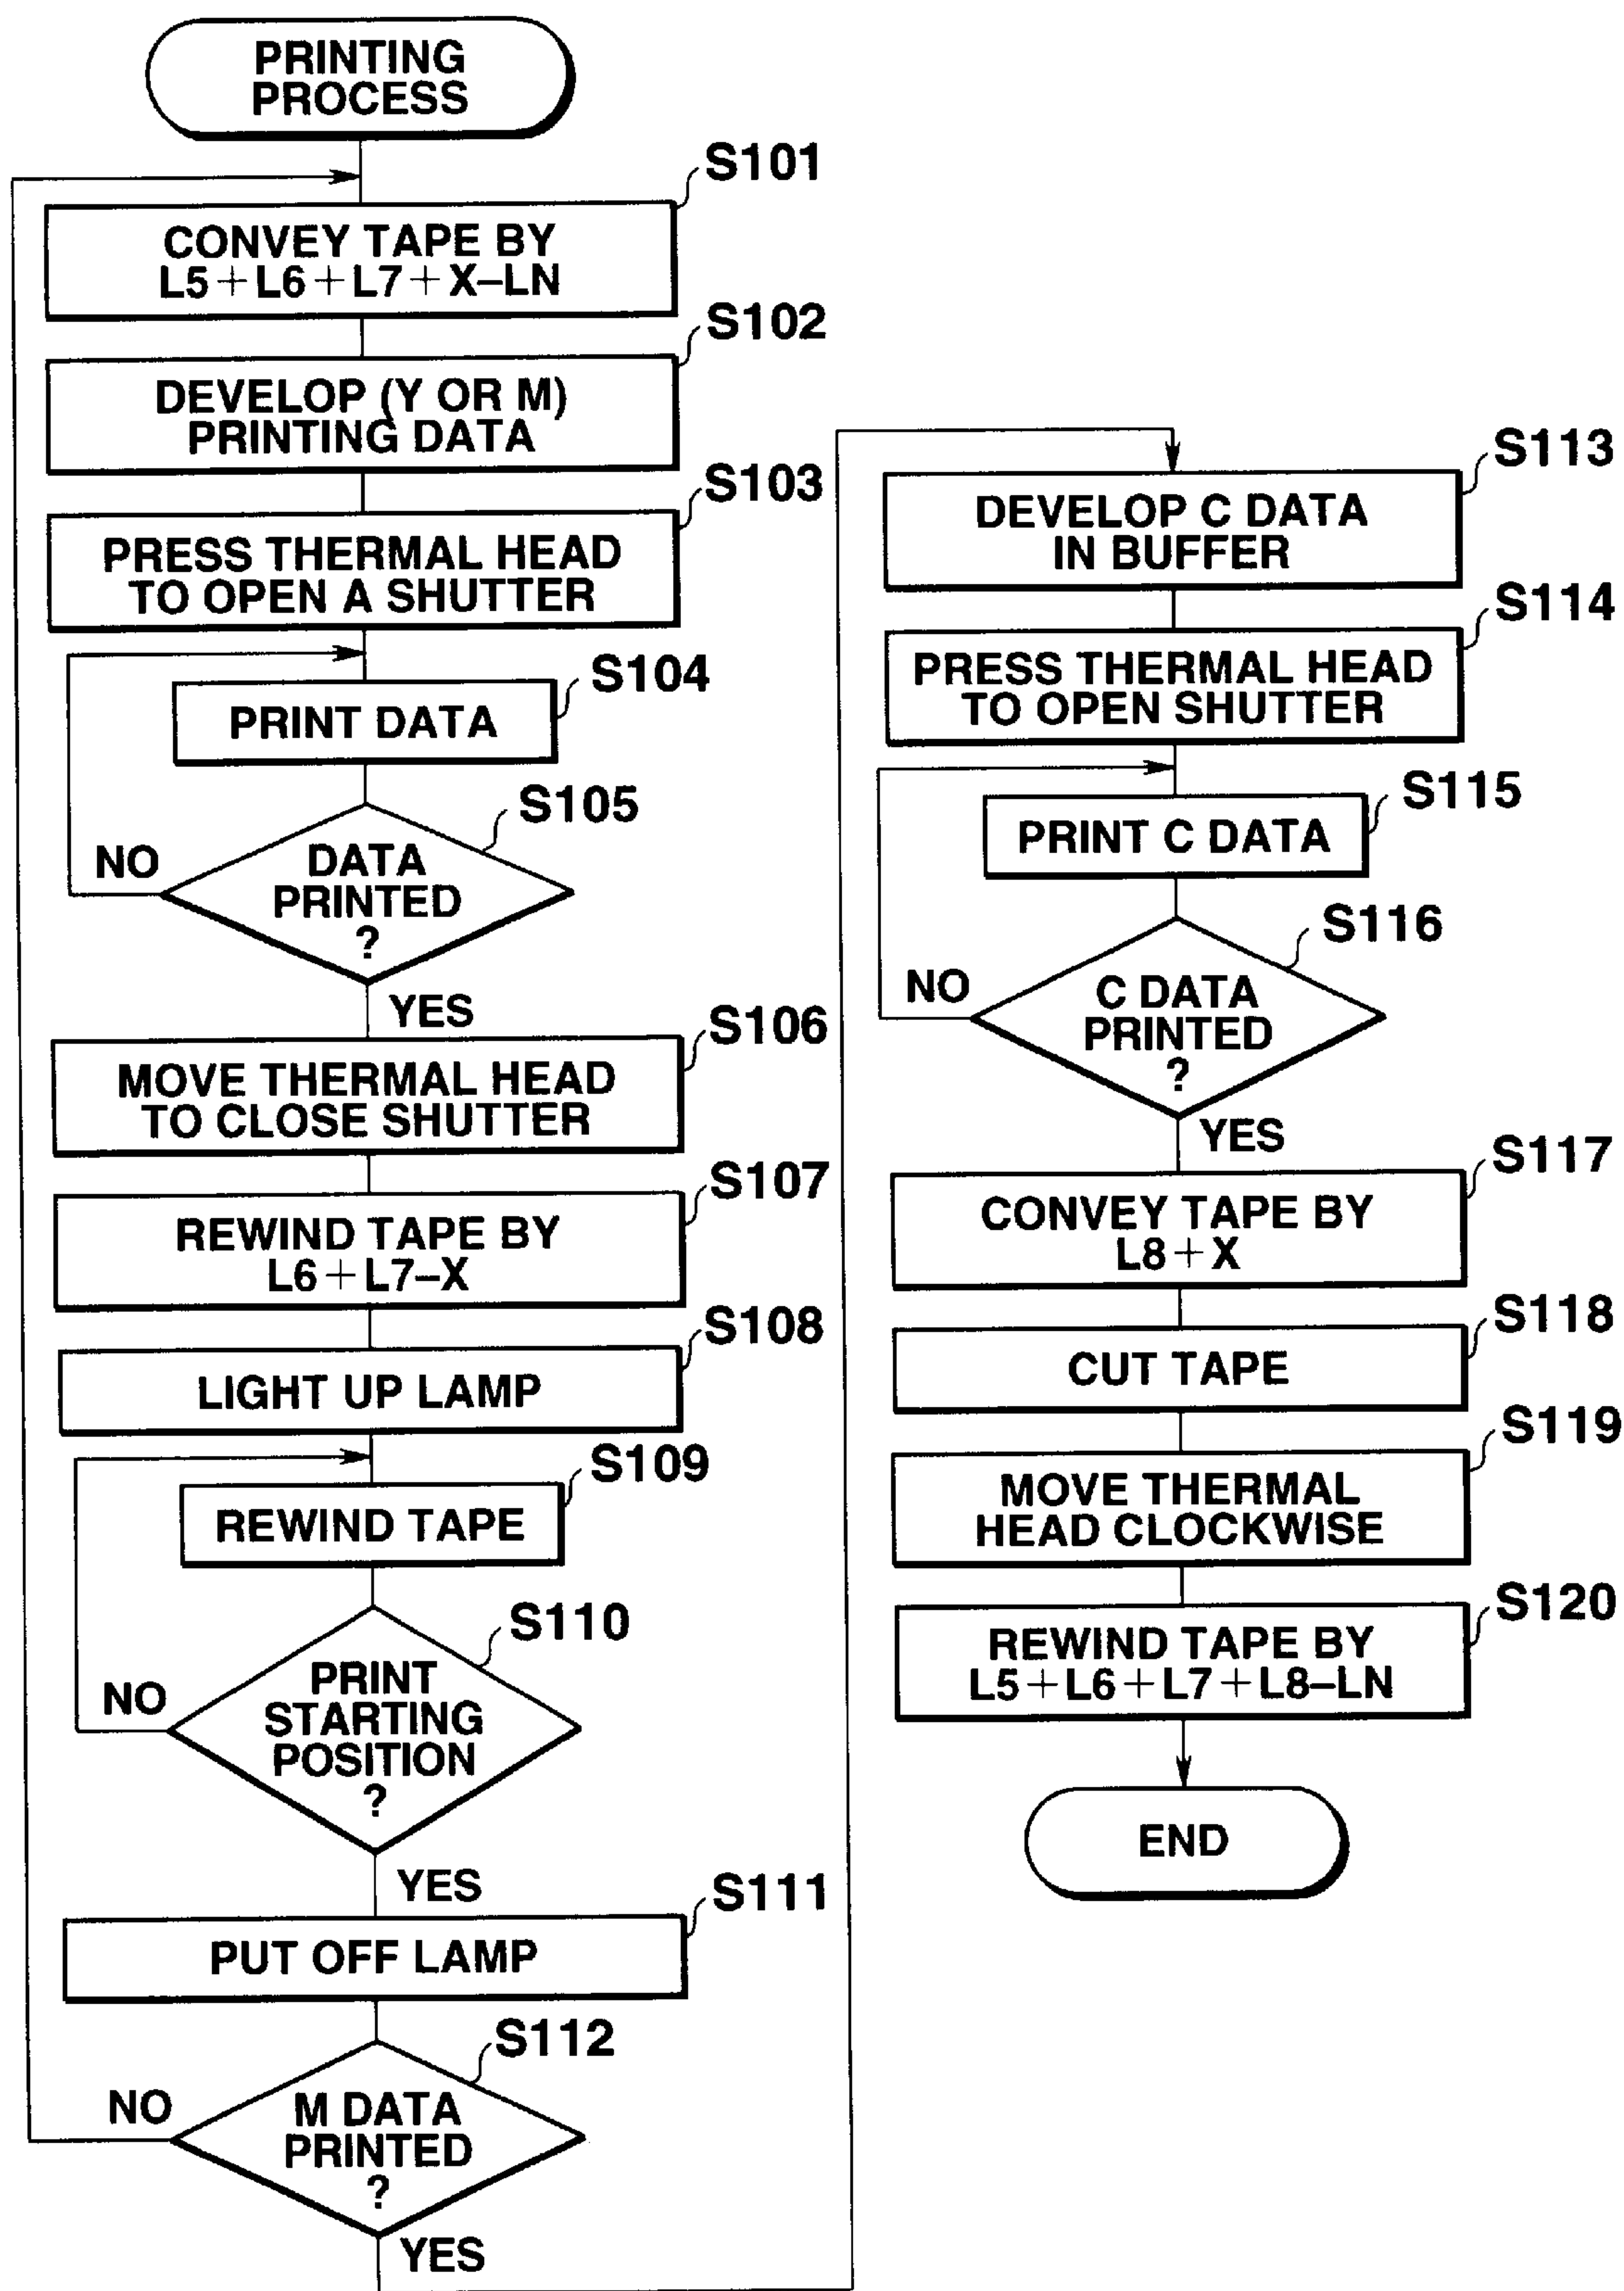 PRINTING
PROCESS
S101
CONVEY TAPE BY
L5+L6+L7+X–LN
S102
DEVELOP (Y OR M)
PRINTING DATA
S103
PRESS THERMAL HEAD
TO OPEN A SHUTTER
S104
PRINT DATA
S105
DATA
PRINTED
?
NO
YES
S106
MOVE THERMAL HEAD
TO CLOSE SHUTTER
S107
REWIND TAPE BY
L6+L7–X
S108
LIGHT UP LAMP
S109
REWIND TAPE
S110
PRINT
STARTING
POSITION
?
NO
YES
S111
PUT OFF LAMP
S112
M DATA
PRINTED
?
NO
YES
S113
DEVELOP C DATA
IN BUFFER
S114
PRESS THERMAL HEAD
TO OPEN SHUTTER
S115
PRINT C DATA
S116
C DATA
PRINTED
?
NO
YES
S117
CONVEY TAPE BY
L8+X
S118
CUT TAPE
S119
MOVE THERMAL
HEAD CLOCKWISE
S120
REWIND TAPE BY
L5+L6+L7+L8–LN
END